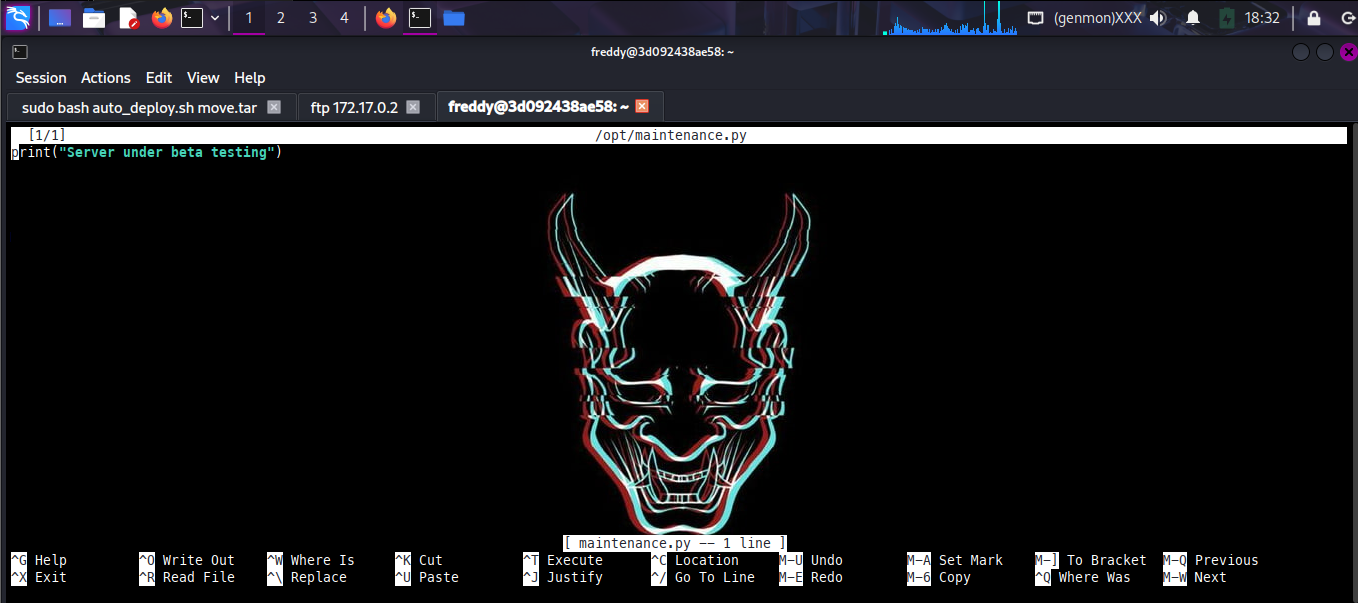 1 2 3 4 (genmon)XXX 18:32
freddy@3d092438ae58: ~
Session Actions Edit View Help
sudo bash auto_deploy.sh move.tar ftp 172.17.0.2 freddy@3d092438ae58: ~
[1/1] /opt/maintenance.py
print("Server under beta testing")
[ maintenance.py -- 1 line ]
^G Help ^O Write Out ^W Where Is ^K Cut ^T Execute ^C Location M-U Undo M-A Set Mark M-] To Bracket M-Q Previous
^X Exit ^R Read File ^\ Replace ^U Paste ^J Justify ^/ Go To Line M-E Redo M-6 Copy ^Q Where Was M-W Next